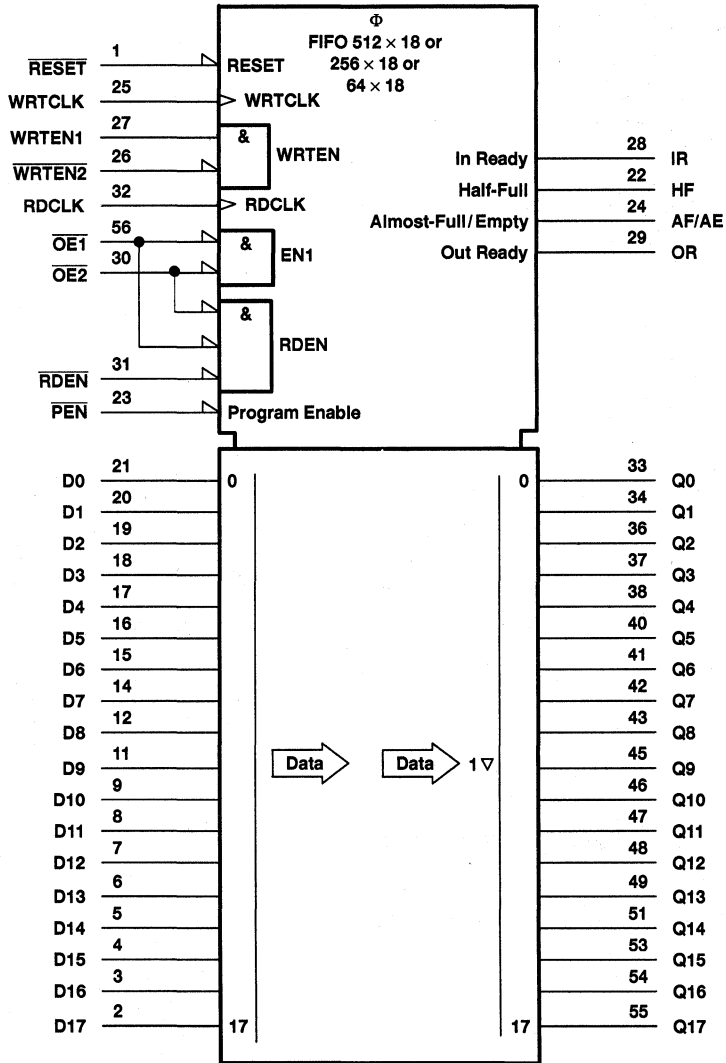 Φ
FIFO 512 × 18 or
256 × 18 or
64 × 18
RESET 1 RESET
WRTCLK 25 WRTCLK
WRTEN1 27 &
WRTEN
WRTEN2 26
RDCLK 32 RDCLK
OE1 56 &
EN1
OE2 30
&
RDEN
RDEN 31
PEN 23 Program Enable
In Ready 28 IR
Half-Full 22 HF
Almost-Full/Empty 24 AF/AE
Out Ready 29 OR
D0 21 0 0 33 Q0
D1 20 34 Q1
D2 19 36 Q2
D3 18 37 Q3
D4 17 38 Q4
D5 16 40 Q5
D6 15 41 Q6
D7 14 42 Q7
D8 12 43 Q8
D9 11 Data Data 1 ▽ 45 Q9
D10 9 46 Q10
D11 8 47 Q11
D12 7 48 Q12
D13 6 49 Q13
D14 5 51 Q14
D15 4 53 Q15
D16 3 54 Q16
D17 2 17 17 55 Q17